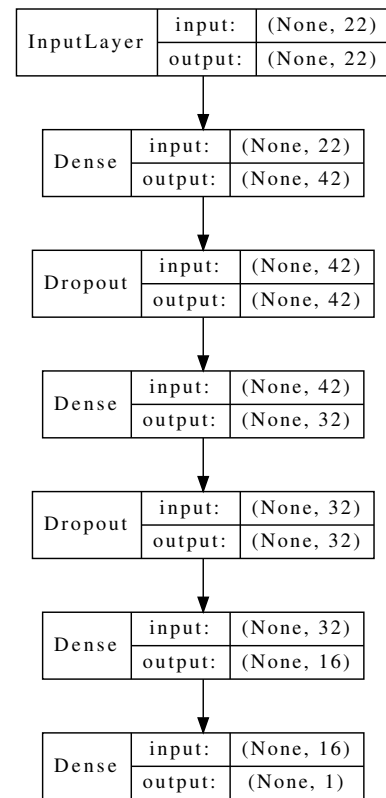 InputLayer
input: (None, 22)
output: (None, 22)
Dense
input: (None, 22)
output: (None, 42)
Dropout
input: (None, 42)
output: (None, 42)
Dense
input: (None, 42)
output: (None, 32)
Dropout
input: (None, 32)
output: (None, 32)
Dense
input: (None, 32)
output: (None, 16)
Dense
input: (None, 16)
output: (None, 1)